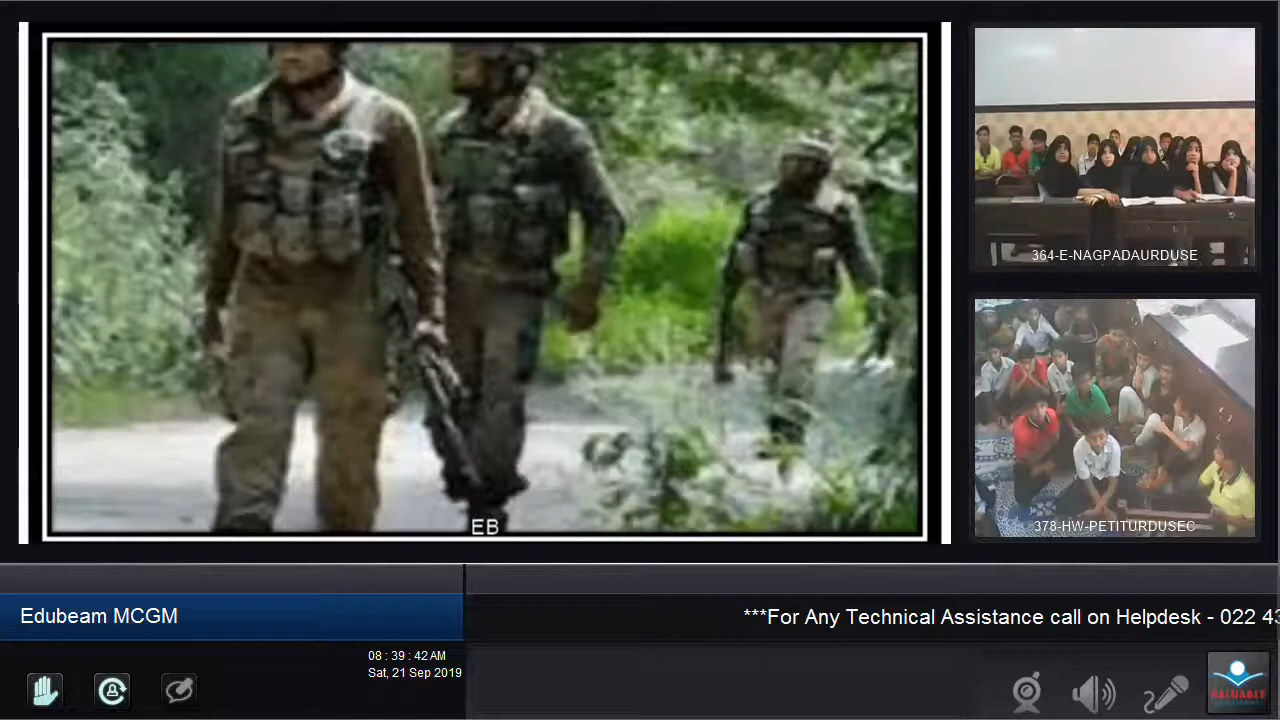 364-E-NAGPADAURDUSE
EB
378-HW-PETITURDUSEC
Edubeam MCGM
***For Any Technical Assistance call on Helpdesk - 022 43
08 : 39 : 42 AM
Sat, 21 Sep 2019
VALUABLE